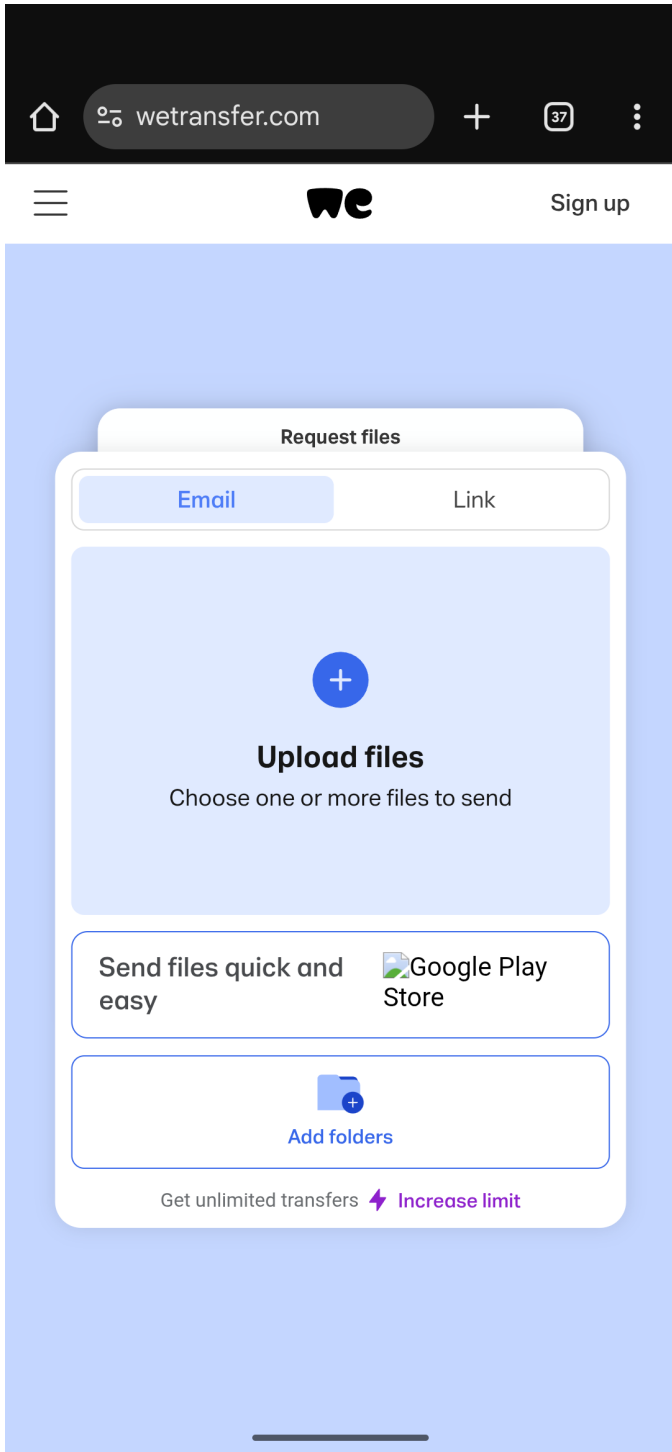 wetransfer.com
37
we
Sign up
Request files
Email
Link
Upload files
Choose one or more files to send
Send files quick and
easy
Google Play
Store
Add folders
Get unlimited transfers Increase limit